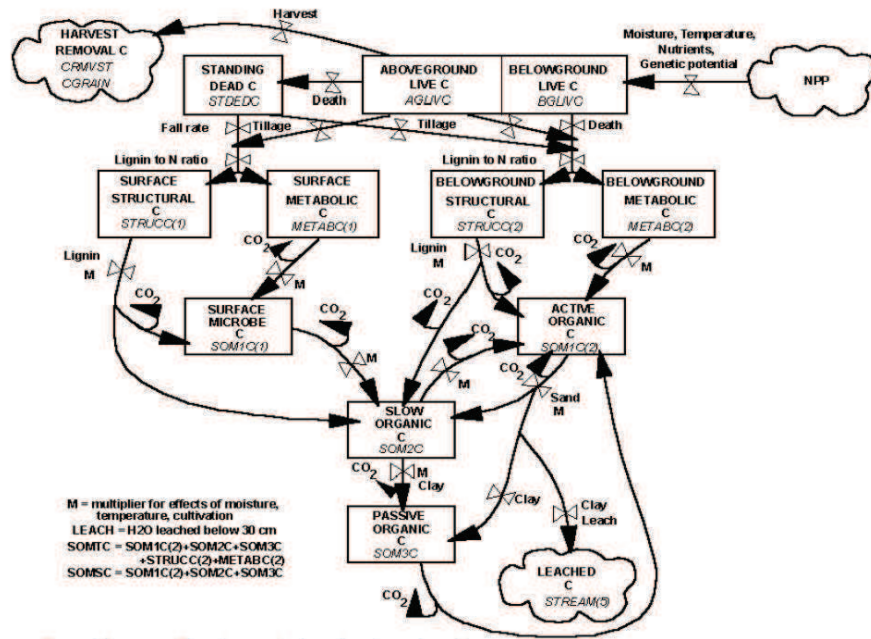 Harvest
HARVEST
REMOVAL C
CRMVST
CGRAIN
STANDING
DEAD C
STDEDC
Death
ABOVEGROUND
LIVE C
AGLIVC
BELOWGROUND
LIVE C
BGLIVC
Moisture, Temperature,
Nutrients,
Genetic potential
NPP
Fall rate
Tillage
Tillage
Death
Lignin to N ratio
Lignin to N ratio
SURFACE
STRUCTURAL
C
STRUCC(1)
SURFACE
METABOLIC
C
METABC(1)
BELOWGROUND
STRUCTURAL
C
STRUCC(2)
BELOWGROUND
METABOLIC
C
METABC(2)
Lignin
M
CO2
M
Lignin
M
CO2
CO2
M
CO2
SURFACE
MICROBE
C
SOM1C(1)
CO2
CO2
CO2
ACTIVE
ORGANIC
C
SOM1C(2)
M
M
CO2
Sand
M
SLOW
ORGANIC
C
SOM2C
CO2
M
Clay
Clay
Clay
Leach
PASSIVE
ORGANIC
C
SOM3C
LEACHED
C
STREAM(5)
CO2
M = multiplier for effects of moisture,
temperature, cultivation
LEACH = H2O leached below 30 cm
SOMTC = SOM1C(2)+SOM2C+SOM3C
+STRUCC(2)+METABC(2)
SOMSC = SOM1C(2)+SOM2C+SOM3C